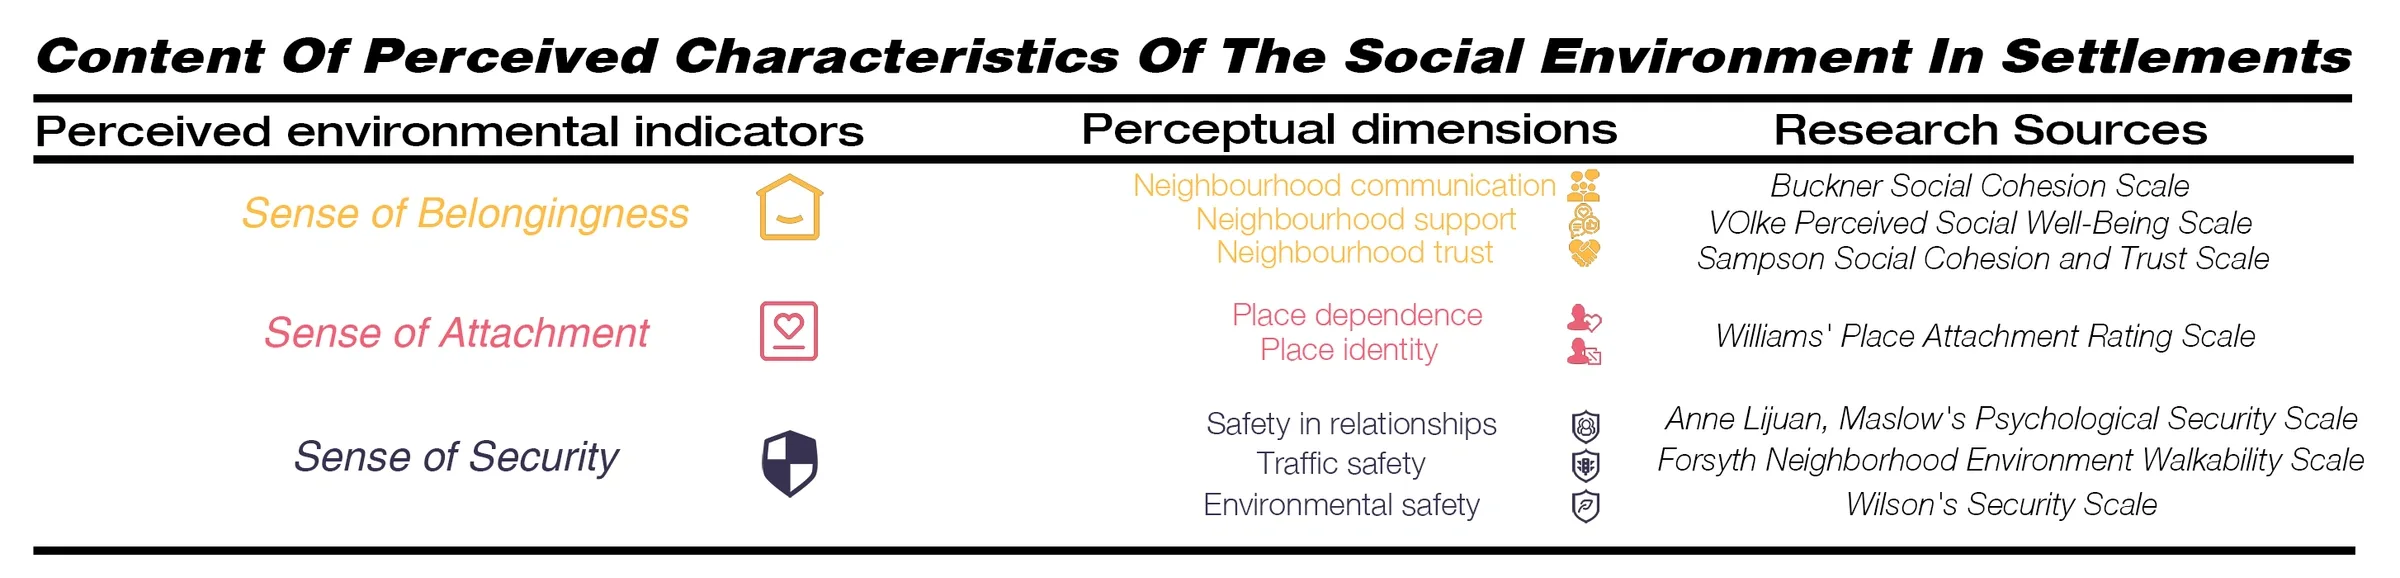 Content Of Perceived Characteristics Of The Social Environment In Settlements
Perceived environmental indicators Perceptual dimensions Research Sources
Sense of Belongingness
Neighbourhood communication
Neighbourhood support
Neighbourhood trust
Buckner Social Cohesion Scale
VOlke Perceived Social Well-Being Scale
Sampson Social Cohesion and Trust Scale
Sense of Attachment
Place dependence
Place identity
Williams' Place Attachment Rating Scale
Sense of Security
Safety in relationships
Traffic safety
Environmental safety
Anne Lijuan, Maslow's Psychological Security Scale
Forsyth Neighborhood Environment Walkability Scale
Wilson's Security Scale